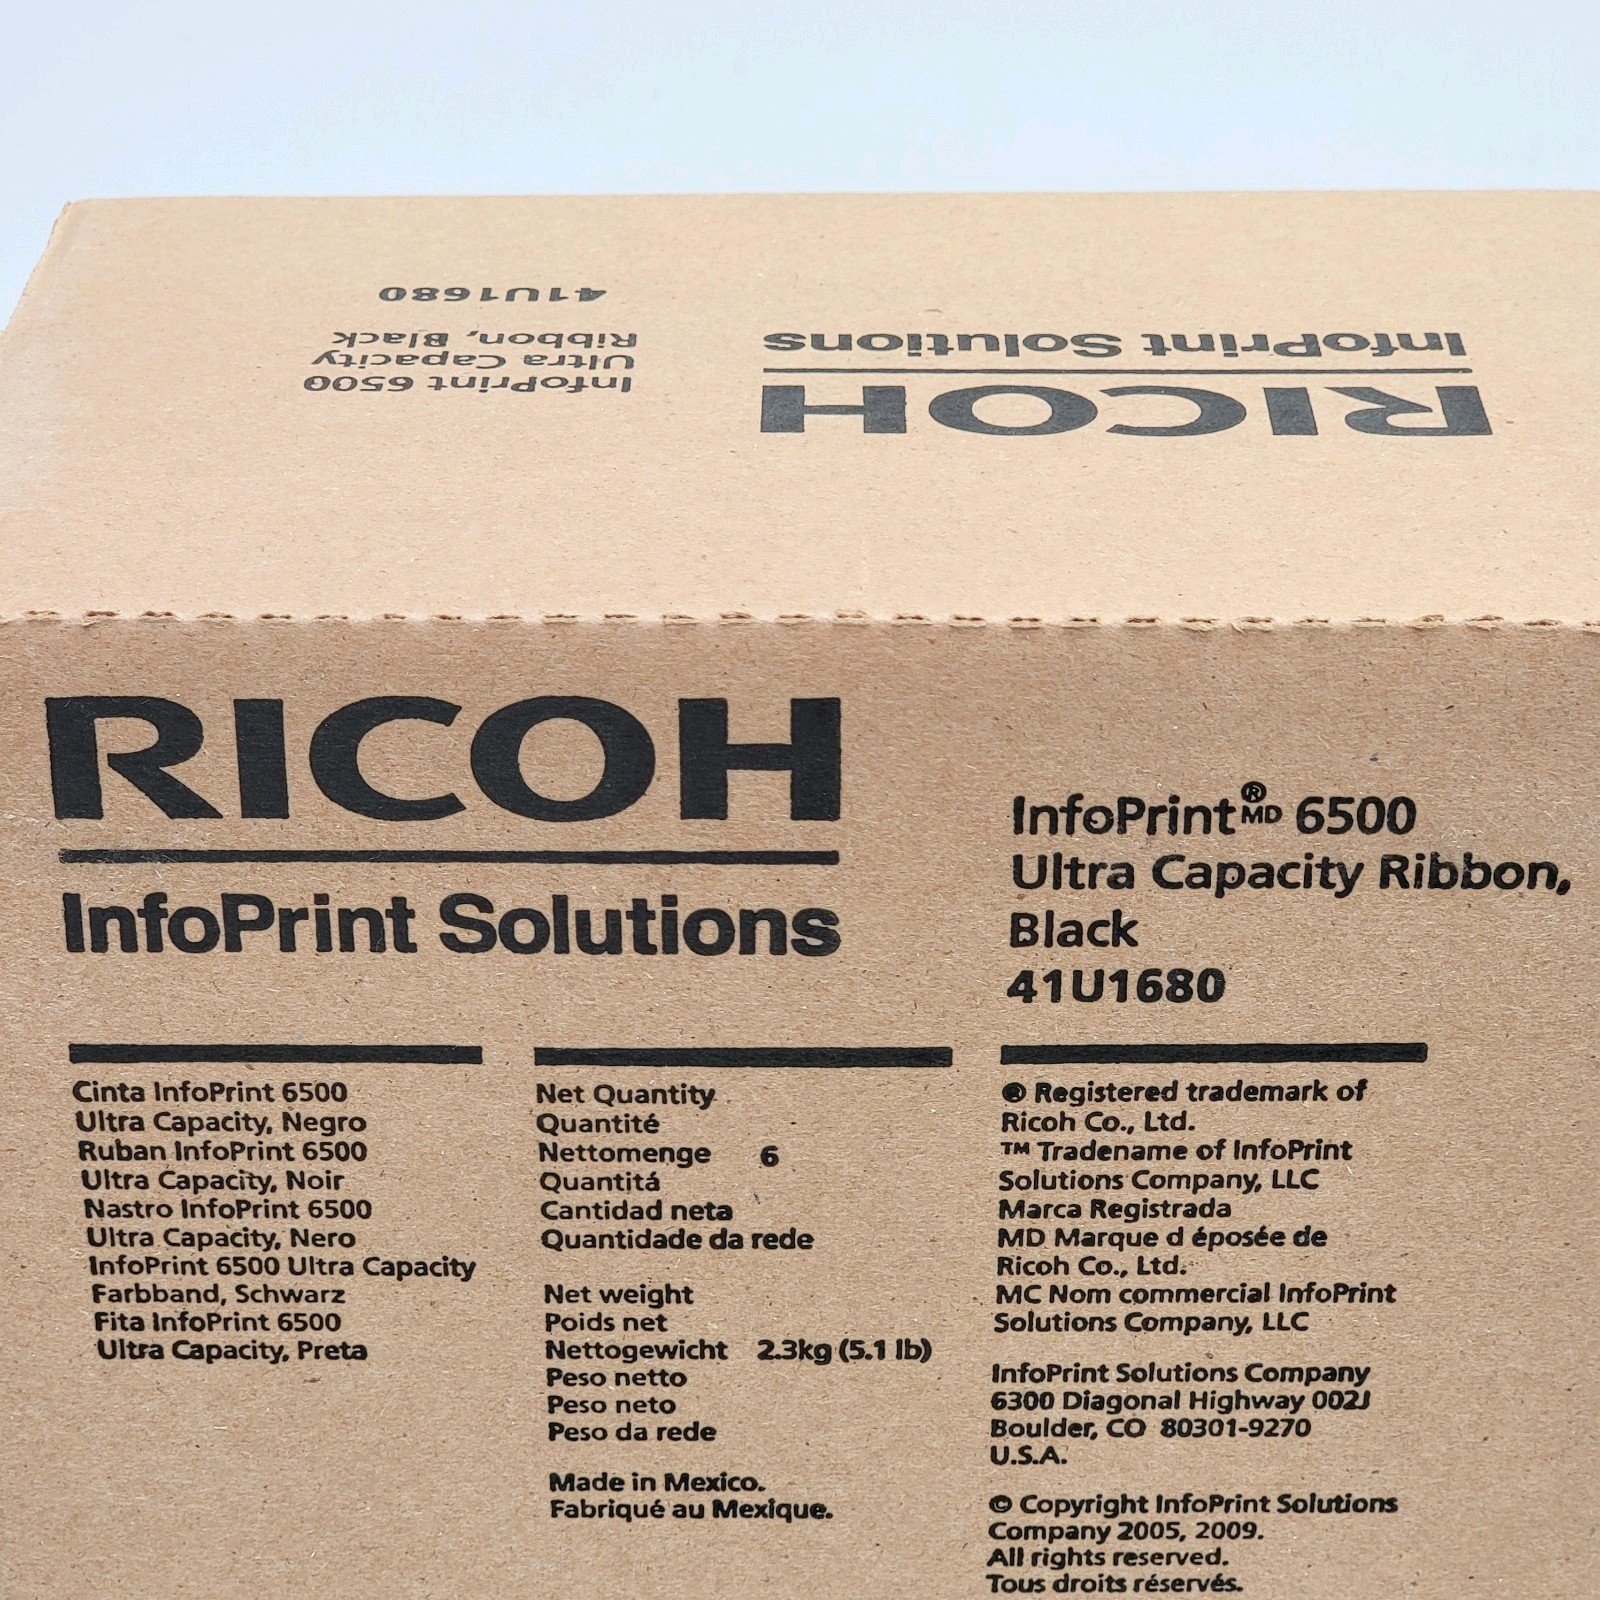 41U1680
InfoPrint 6500
Ultra Capacity
Ribbon, Black
RICOH
InfoPrint Solutions
RICOH
InfoPrint Solutions
InfoPrint®MD 6500
Ultra Capacity Ribbon,
Black
41U1680
Cinta InfoPrint 6500
Ultra Capacity, Negro
Ruban InfoPrint 6500
Ultra Capacity, Noir
Nastro InfoPrint 6500
Ultra Capacity, Nero
InfoPrint 6500 Ultra Capacity
Farbband, Schwarz
Fita InfoPrint 6500
Ultra Capacity, Preta
Net Quantity
Quantité
Nettomenge 6
Quantitá
Cantidad neta
Quantidade da rede
Net weight
Poids net
Nettogewicht 2.3kg (5.1 lb)
Peso netto
Peso neto
Peso da rede
Made in Mexico.
Fabriqué au Mexique.
® Registered trademark of
Ricoh Co., Ltd.
™ Tradename of InfoPrint
Solutions Company, LLC
Marca Registrada
MD Marque d éposée de
Ricoh Co., Ltd.
MC Nom commercial InfoPrint
Solutions Company, LLC
InfoPrint Solutions Company
6300 Diagonal Highway 002J
Boulder, CO 80301-9270
U.S.A.
© Copyright InfoPrint Solutions
Company 2005, 2009.
All rights reserved.
Tous droits réservés.